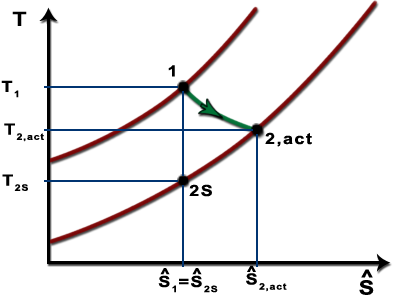 T
1
T1
T2,act
2,act
T2S
2S
Ŝ1=Ŝ2S
Ŝ2,act
Ŝ